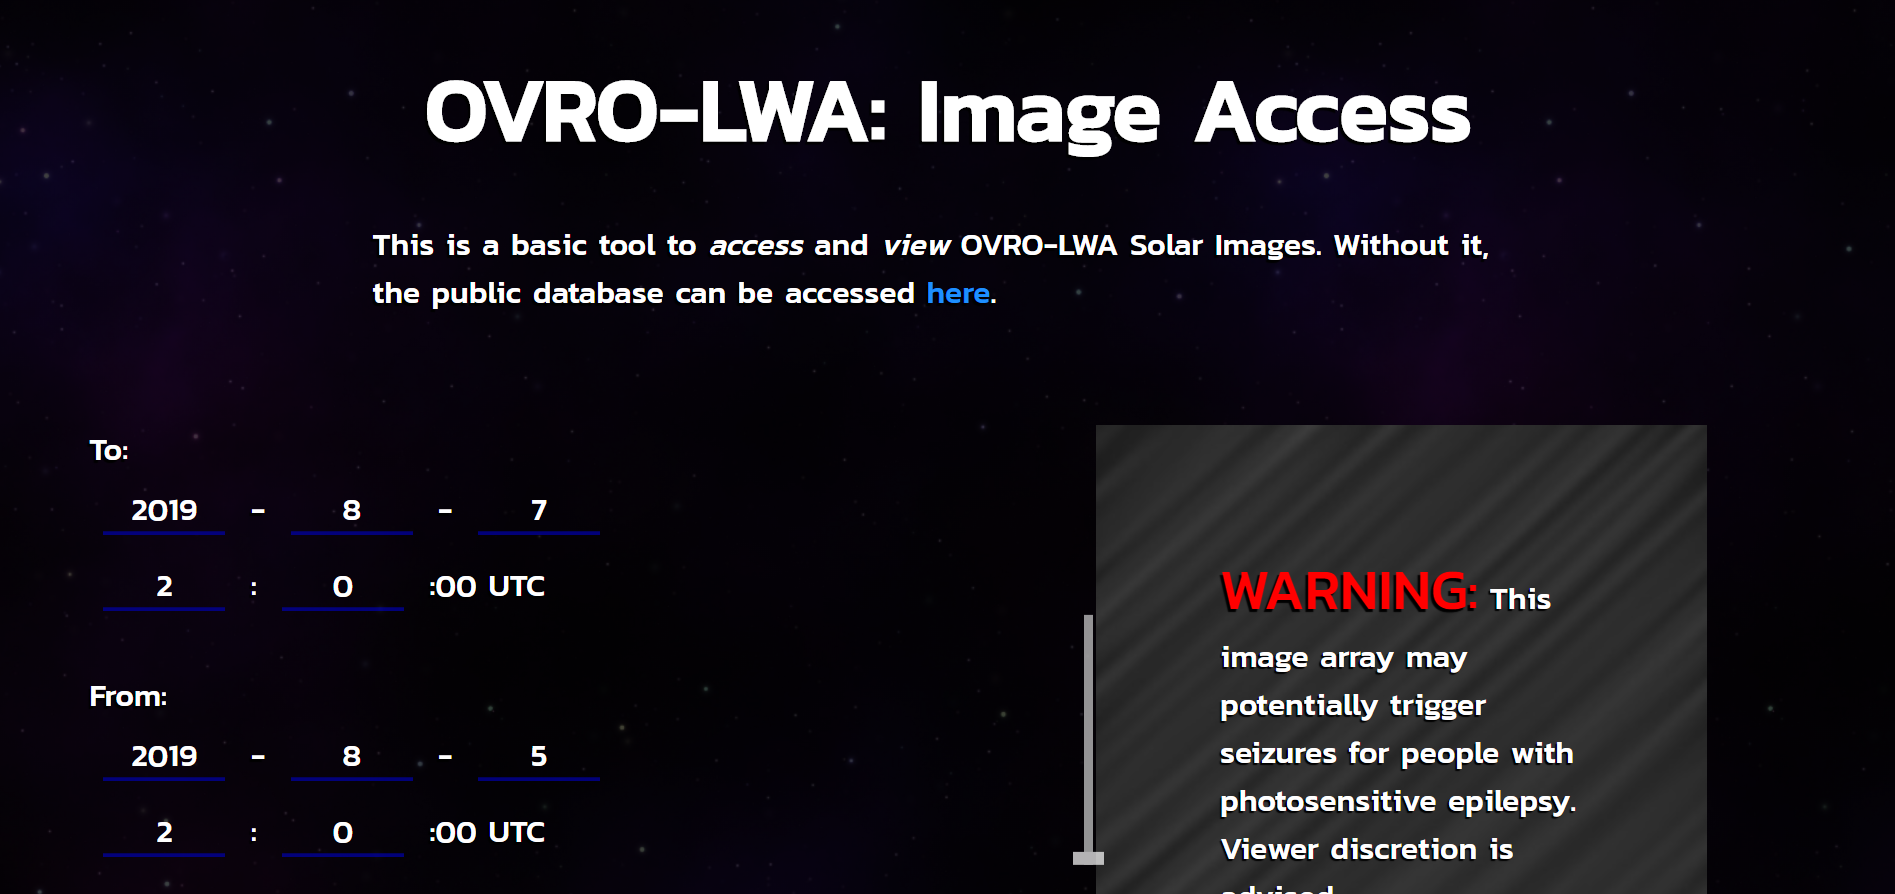 OVRO-LWA: Image Access
This is a basic tool to access and view OVRO-LWA Solar Images. Without it,
the public database can be accessed here.
To:
2019 - 8 - 7
2 : 0 :00 UTC
From:
2019 - 8 - 5
2 : 0 :00 UTC
WARNING: This
image array may
potentially trigger
seizures for people with
photosensitive epilepsy.
Viewer discretion is
advised